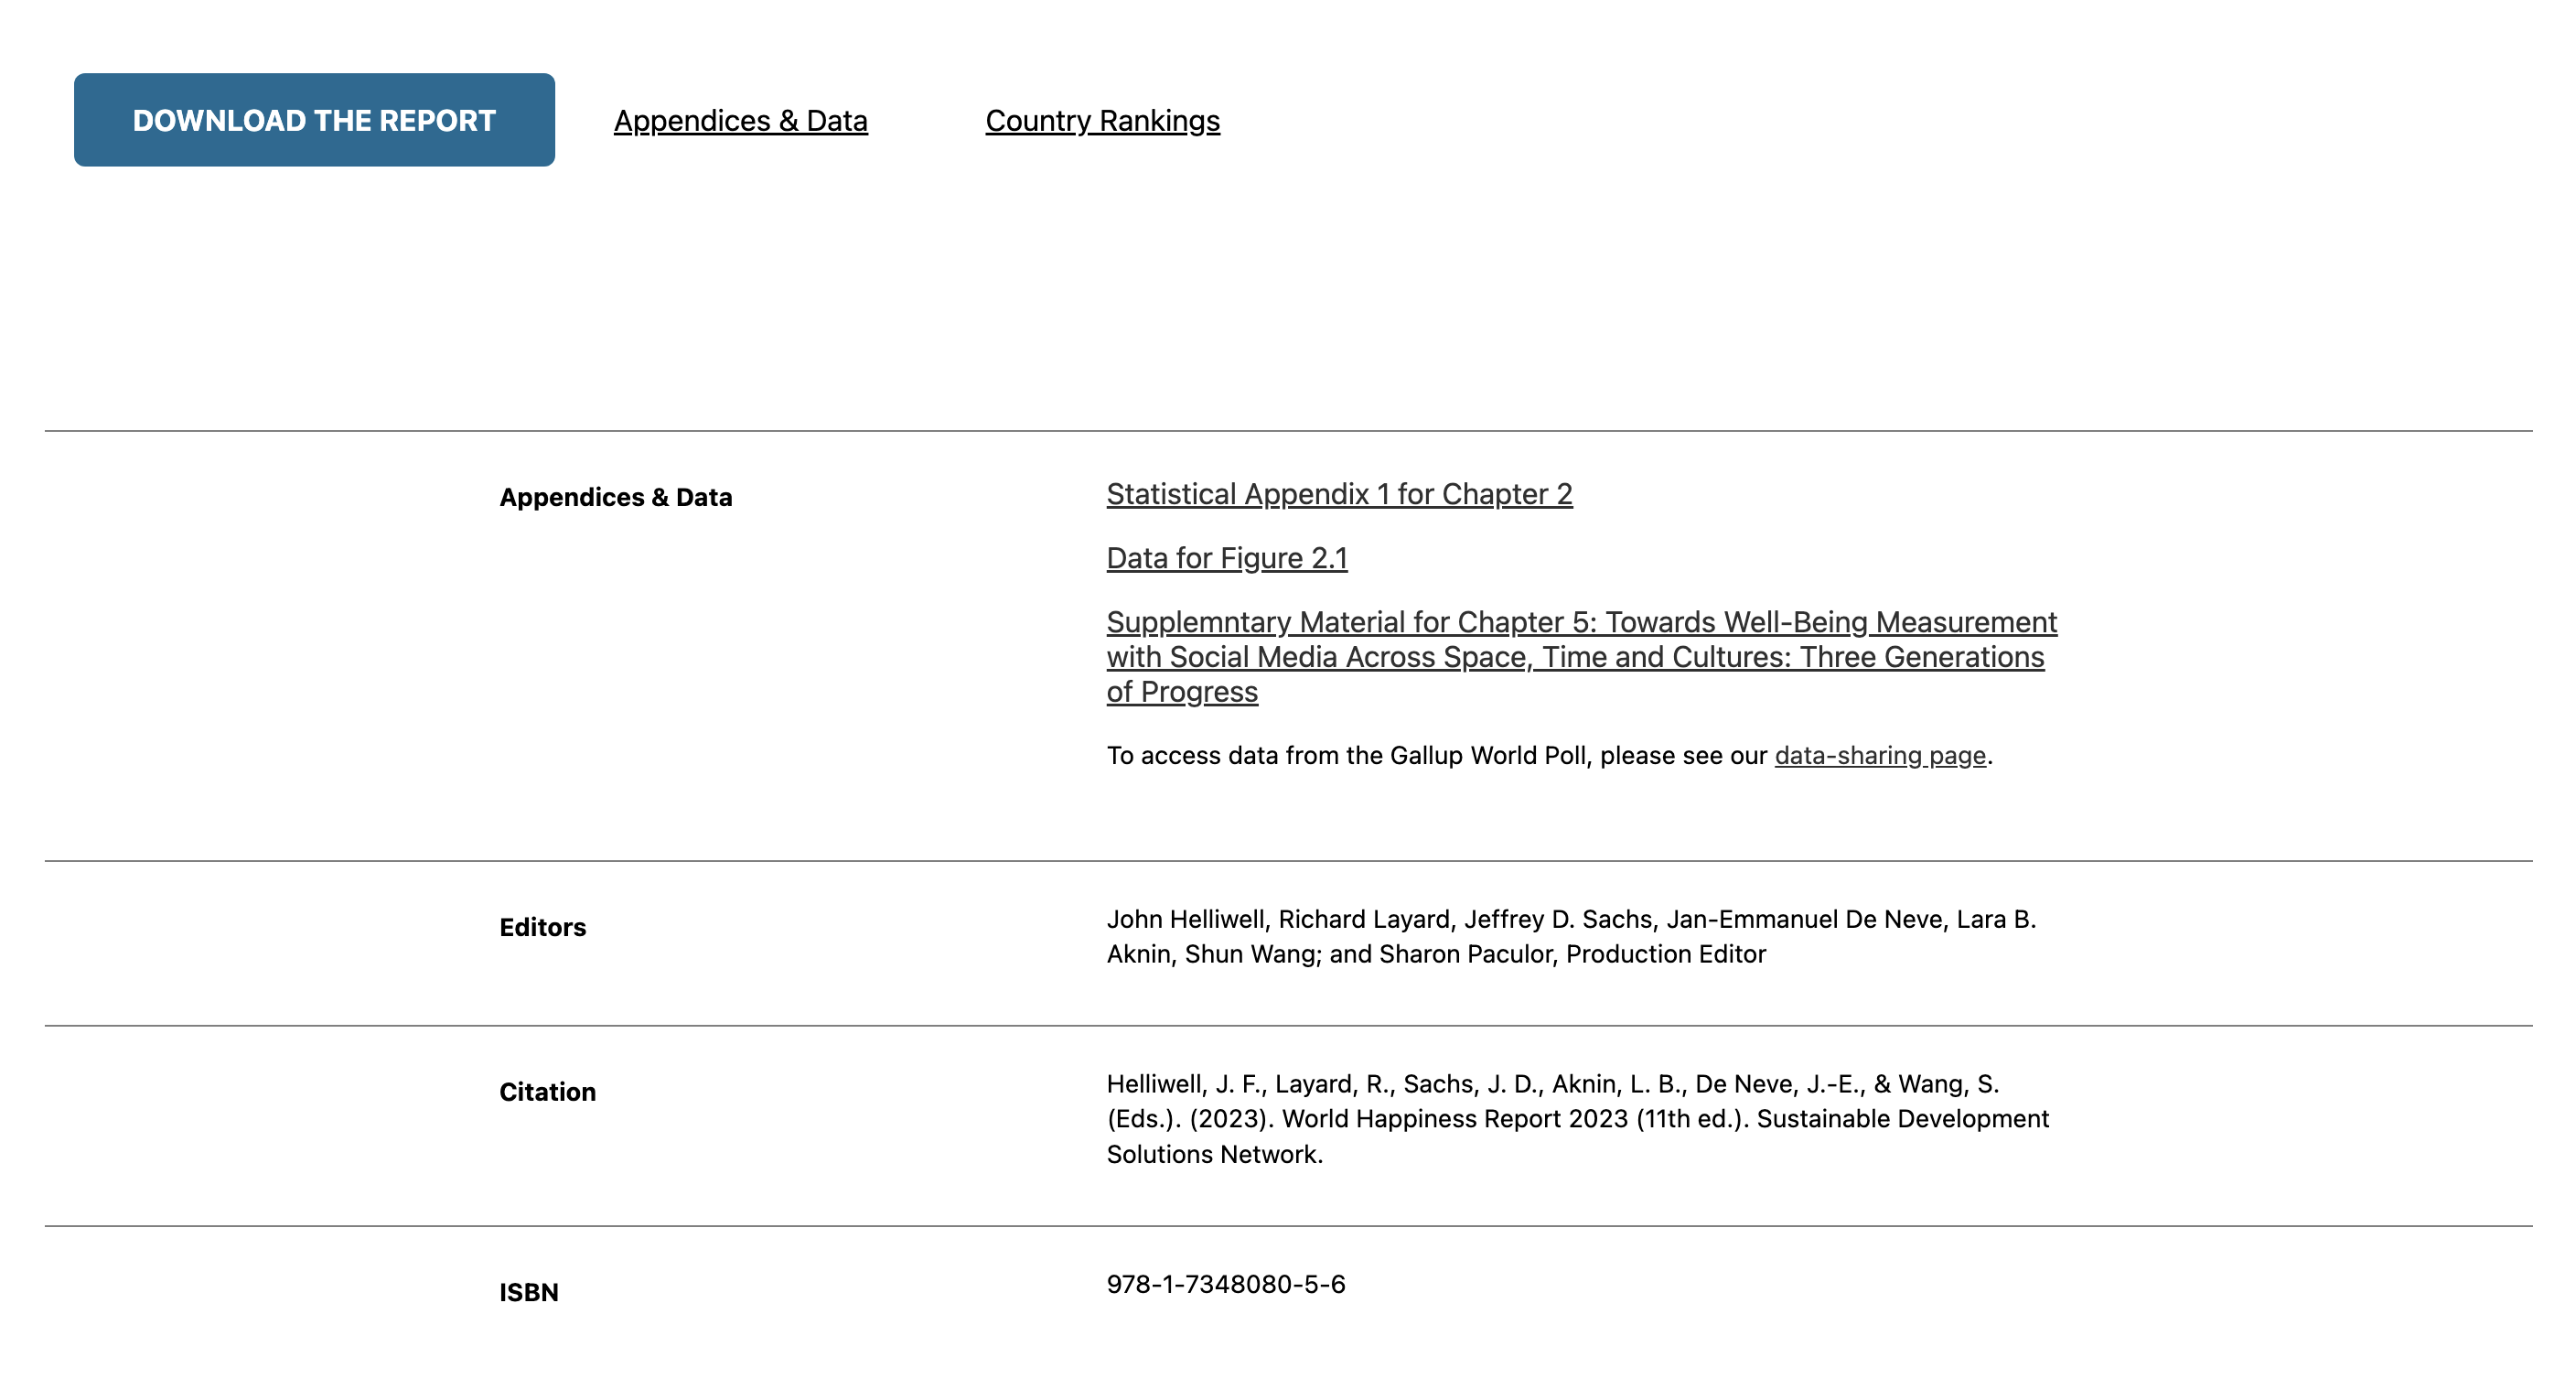 DOWNLOAD THE REPORT
Appendices & Data
Country Rankings
Appendices & Data
Statistical Appendix 1 for Chapter 2
Data for Figure 2.1
Supplemntary Material for Chapter 5: Towards Well-Being Measurement
with Social Media Across Space, Time and Cultures: Three Generations
of Progress
To access data from the Gallup World Poll, please see our data-sharing page.
Editors
John Helliwell, Richard Layard, Jeffrey D. Sachs, Jan-Emmanuel De Neve, Lara B.
Aknin, Shun Wang; and Sharon Paculor, Production Editor
Citation
Helliwell, J. F., Layard, R., Sachs, J. D., Aknin, L. B., De Neve, J.-E., & Wang, S.
(Eds.). (2023). World Happiness Report 2023 (11th ed.). Sustainable Development
Solutions Network.
ISBN
978-1-7348080-5-6